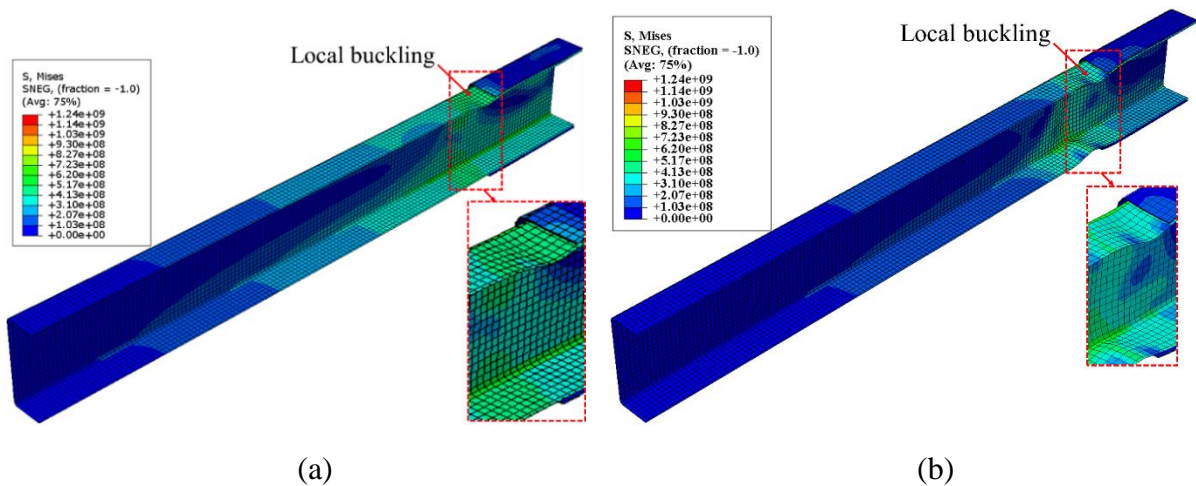 Local buckling
S, Mises
SNEG, (fraction = -1.0)
(Avg: 75%)
+1.24e+09
+1.14e+09
+1.03e+09
+9.30e+08
+8.27e+08
+7.23e+08
+6.20e+08
+5.17e+08
+4.13e+08
+3.10e+08
+2.07e+08
+1.03e+08
+0.00e+00
(a)
Local buckling
S, Mises
SNEG, (fraction = -1.0)
(Avg: 75%)
+1.24e+09
+1.14e+09
+1.03e+09
+9.30e+08
+8.27e+08
+7.23e+08
+6.20e+08
+5.17e+08
+4.13e+08
+3.10e+08
+2.07e+08
+1.03e+08
+0.00e+00
(b)